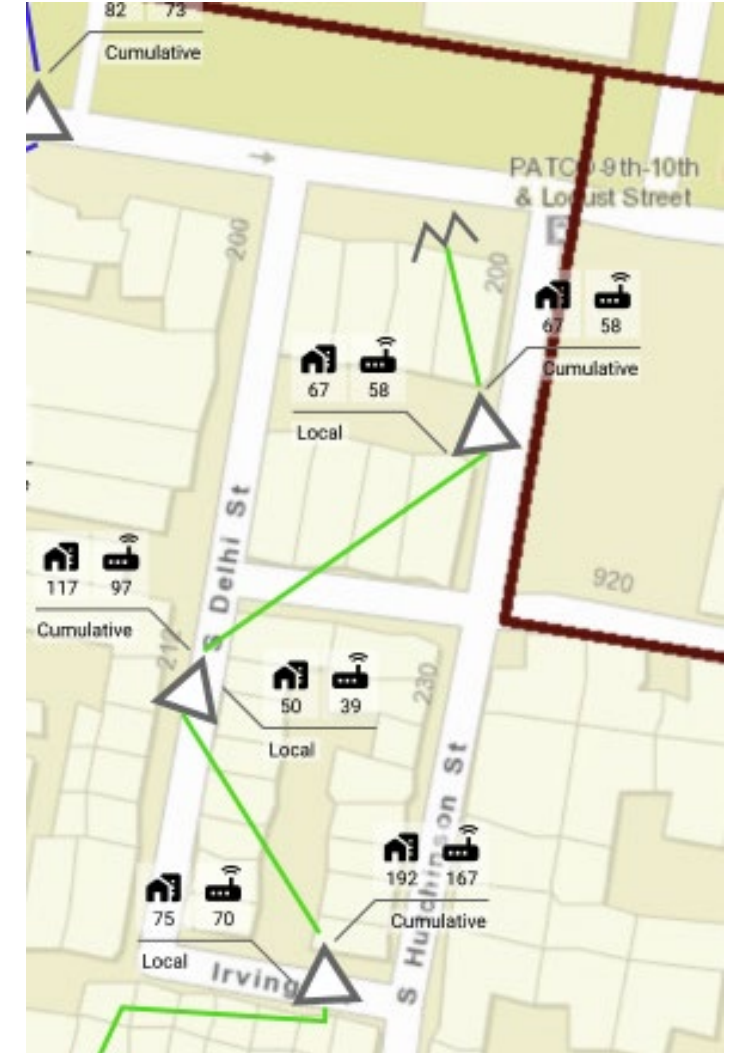 82 73
Cumulative
PATCO 9th-10th
& Locust Street
200
200
67 58
Cumulative
67 58
Local
S Delhi St
920
117 97
Cumulative
212
50 39
Local
230
S Hutchinson St
192 167
Cumulative
75 70
Local
Irving